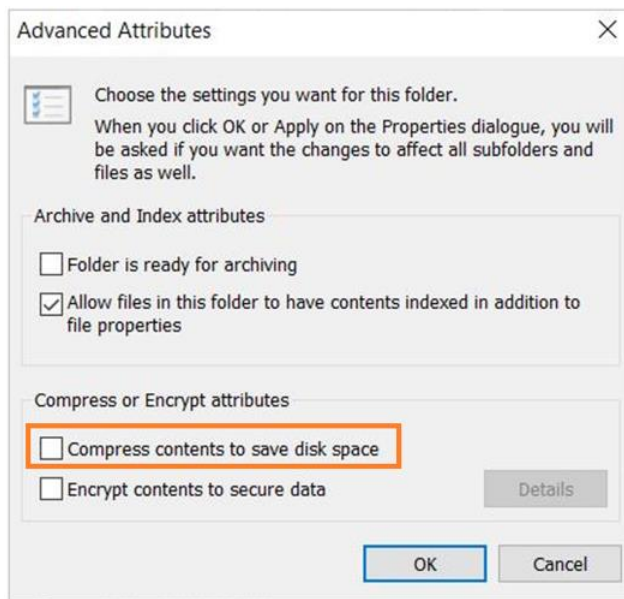 Advanced Attributes
Choose the settings you want for this folder.
When you click OK or Apply on the Properties dialogue, you will
be asked if you want the changes to affect all subfolders and
files as well.
Archive and Index attributes
Folder is ready for archiving
Allow files in this folder to have contents indexed in addition to
file properties
Compress or Encrypt attributes
Compress contents to save disk space
Encrypt contents to secure data
Details
OK
Cancel